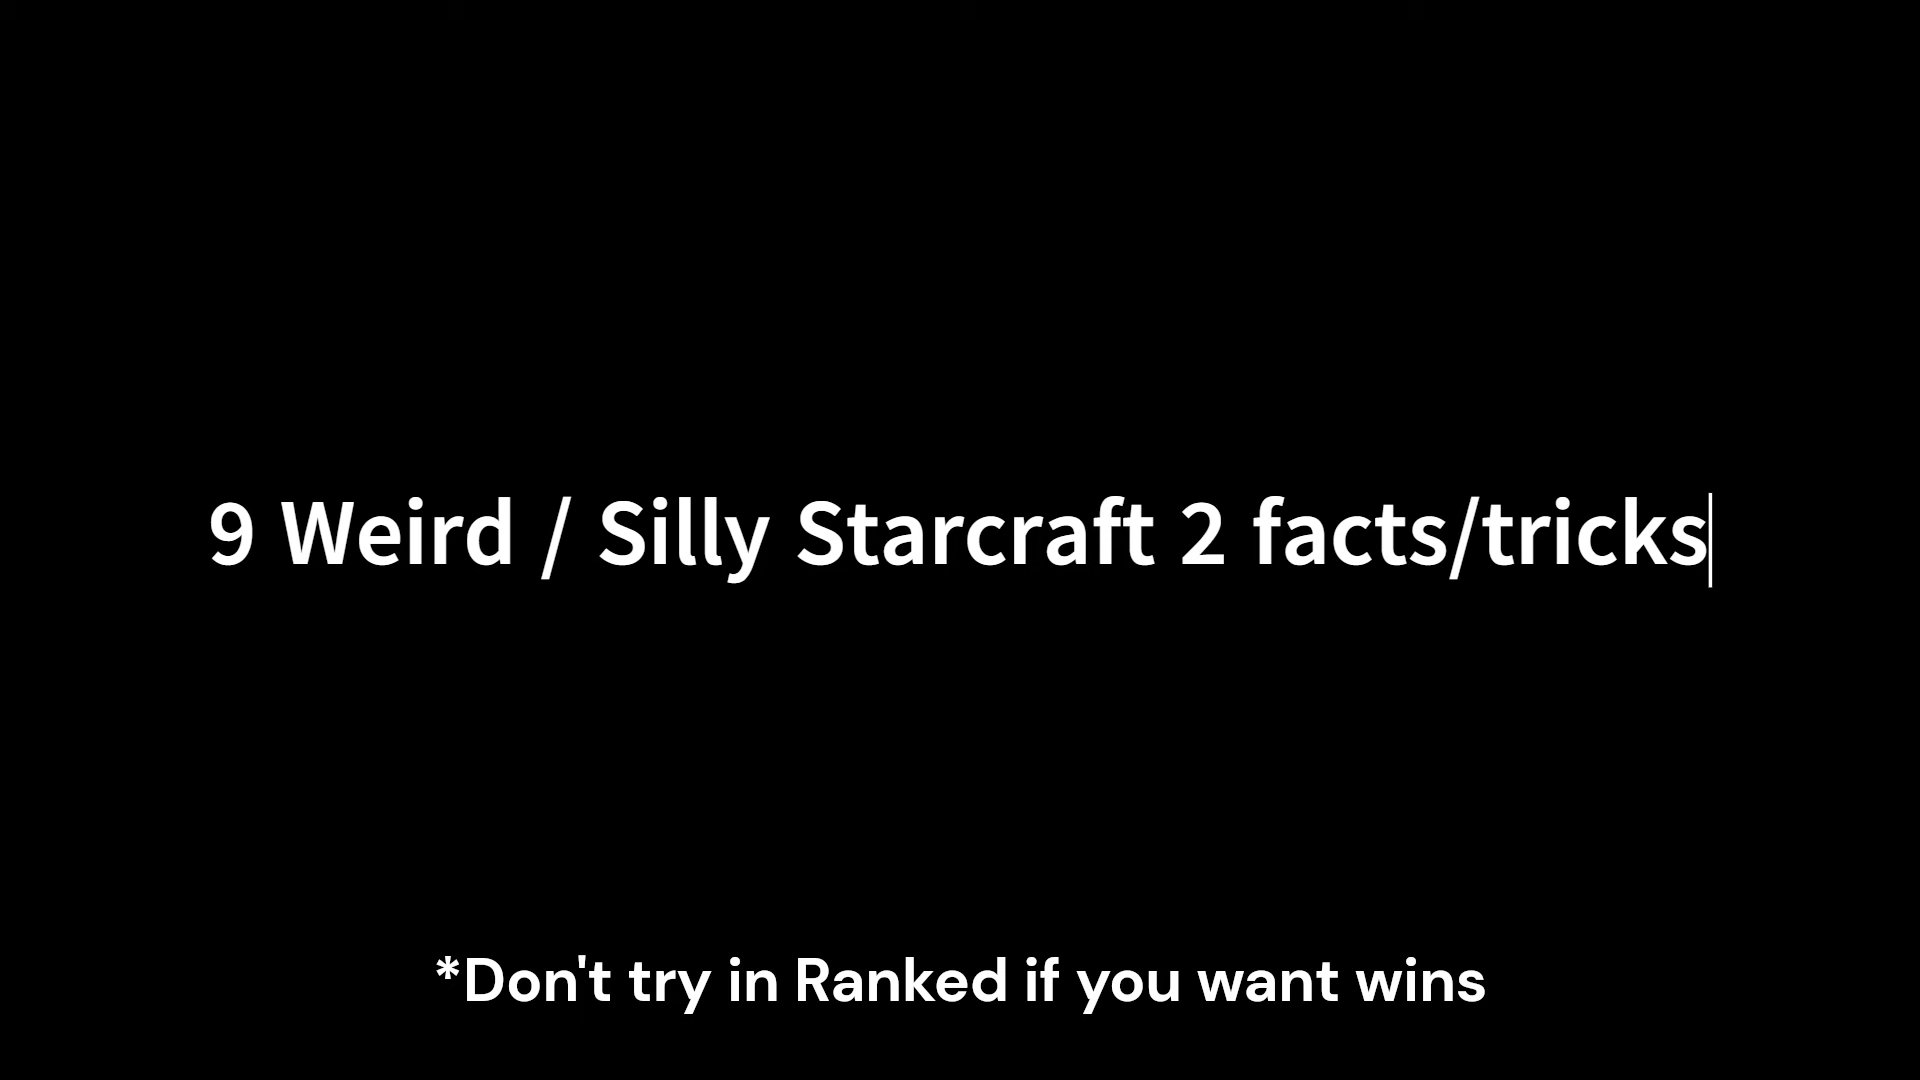 9 Weird / Silly Starcraft 2 facts/tricks
*Don't try in Ranked if you want wins